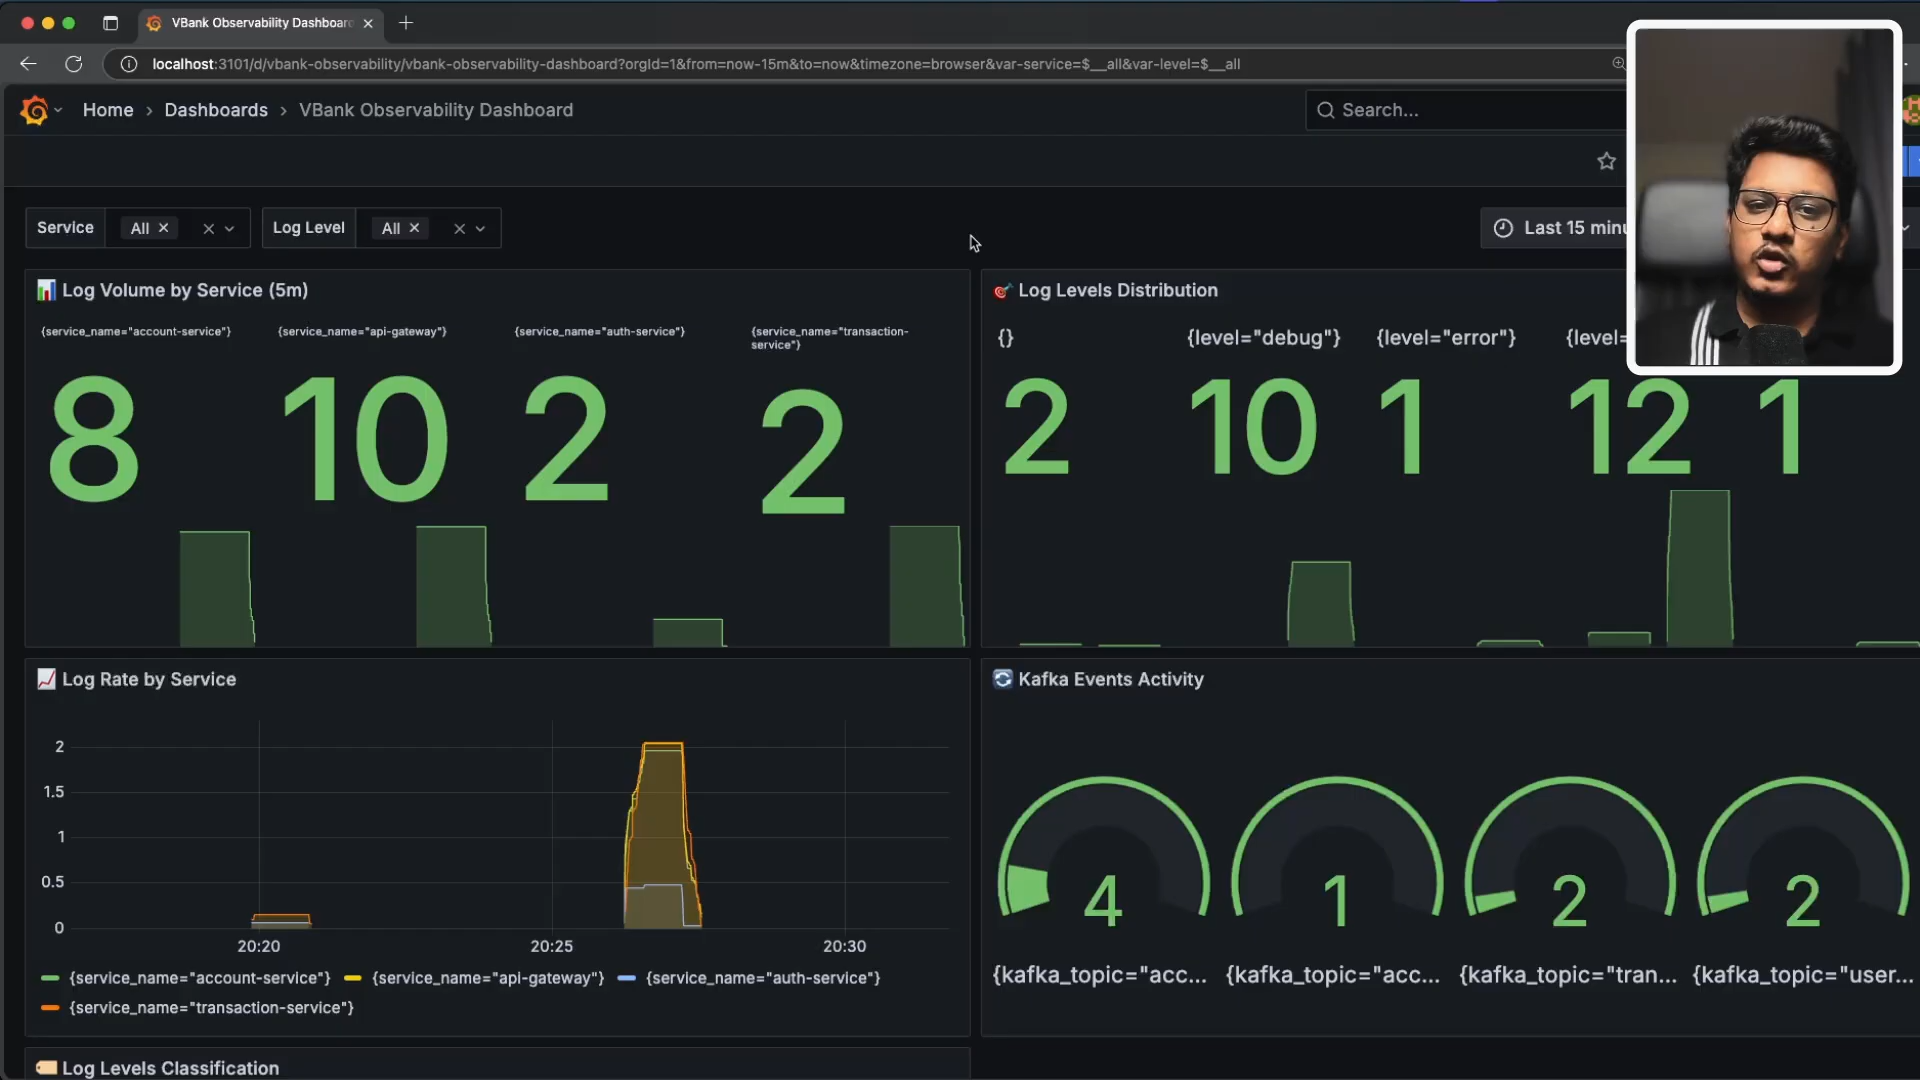 VBank Observability Dashboar
localhost:3101/d/vbank-observability/vbank-observability-dashboard?orgId=1&from=now-15m&to=now&timezone=browser&var-service=$__all&var-level=$__all
Home › Dashboards › VBank Observability Dashboard
Search...
Service All
Log Level All
Last 15 minu
Log Volume by Service (5m)
{service_name="account-service"} {service_name="api-gateway"} {service_name="auth-service"} {service_name="transaction-
service"}
8 10 2 2
Log Levels Distribution
{} {level="debug"} {level="error"} {level=
2 10 1 12 1
Log Rate by Service
2
1.5
1
0.5
0
20:20 20:25 20:30
{service_name="account-service"} {service_name="api-gateway"} {service_name="auth-service"}
{service_name="transaction-service"}
Kafka Events Activity
4 1 2 2
{kafka_topic="acc... {kafka_topic="acc... {kafka_topic="tran... {kafka_topic="user...
Log Levels Classification